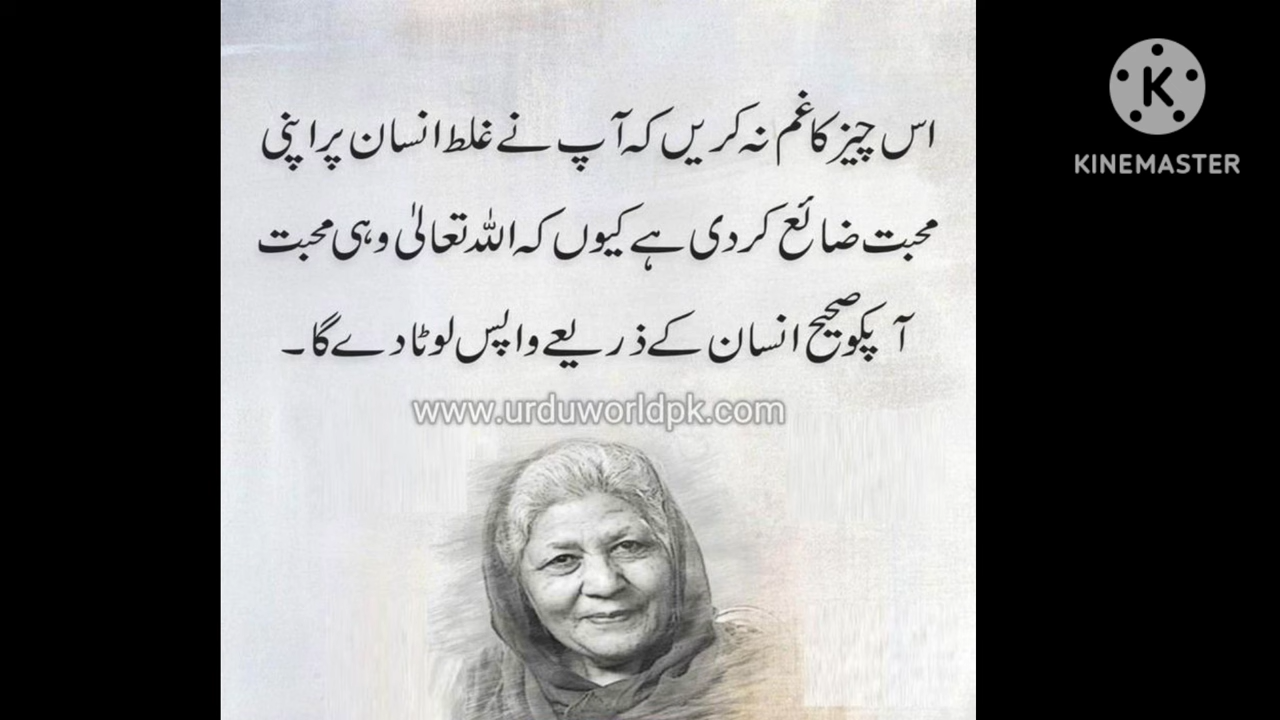 اس چیز کا غم نہ کریں کہ آپ نے غلط انسان پر اپنی
محبت ضائع کر دی ہے کیوں کہ اللہ تعالیٰ وہی محبت
آپکو صحیح انسان کے ذریعے واپس لوٹا دے گا۔
www.urduworldpk.com
K
KINEMASTER